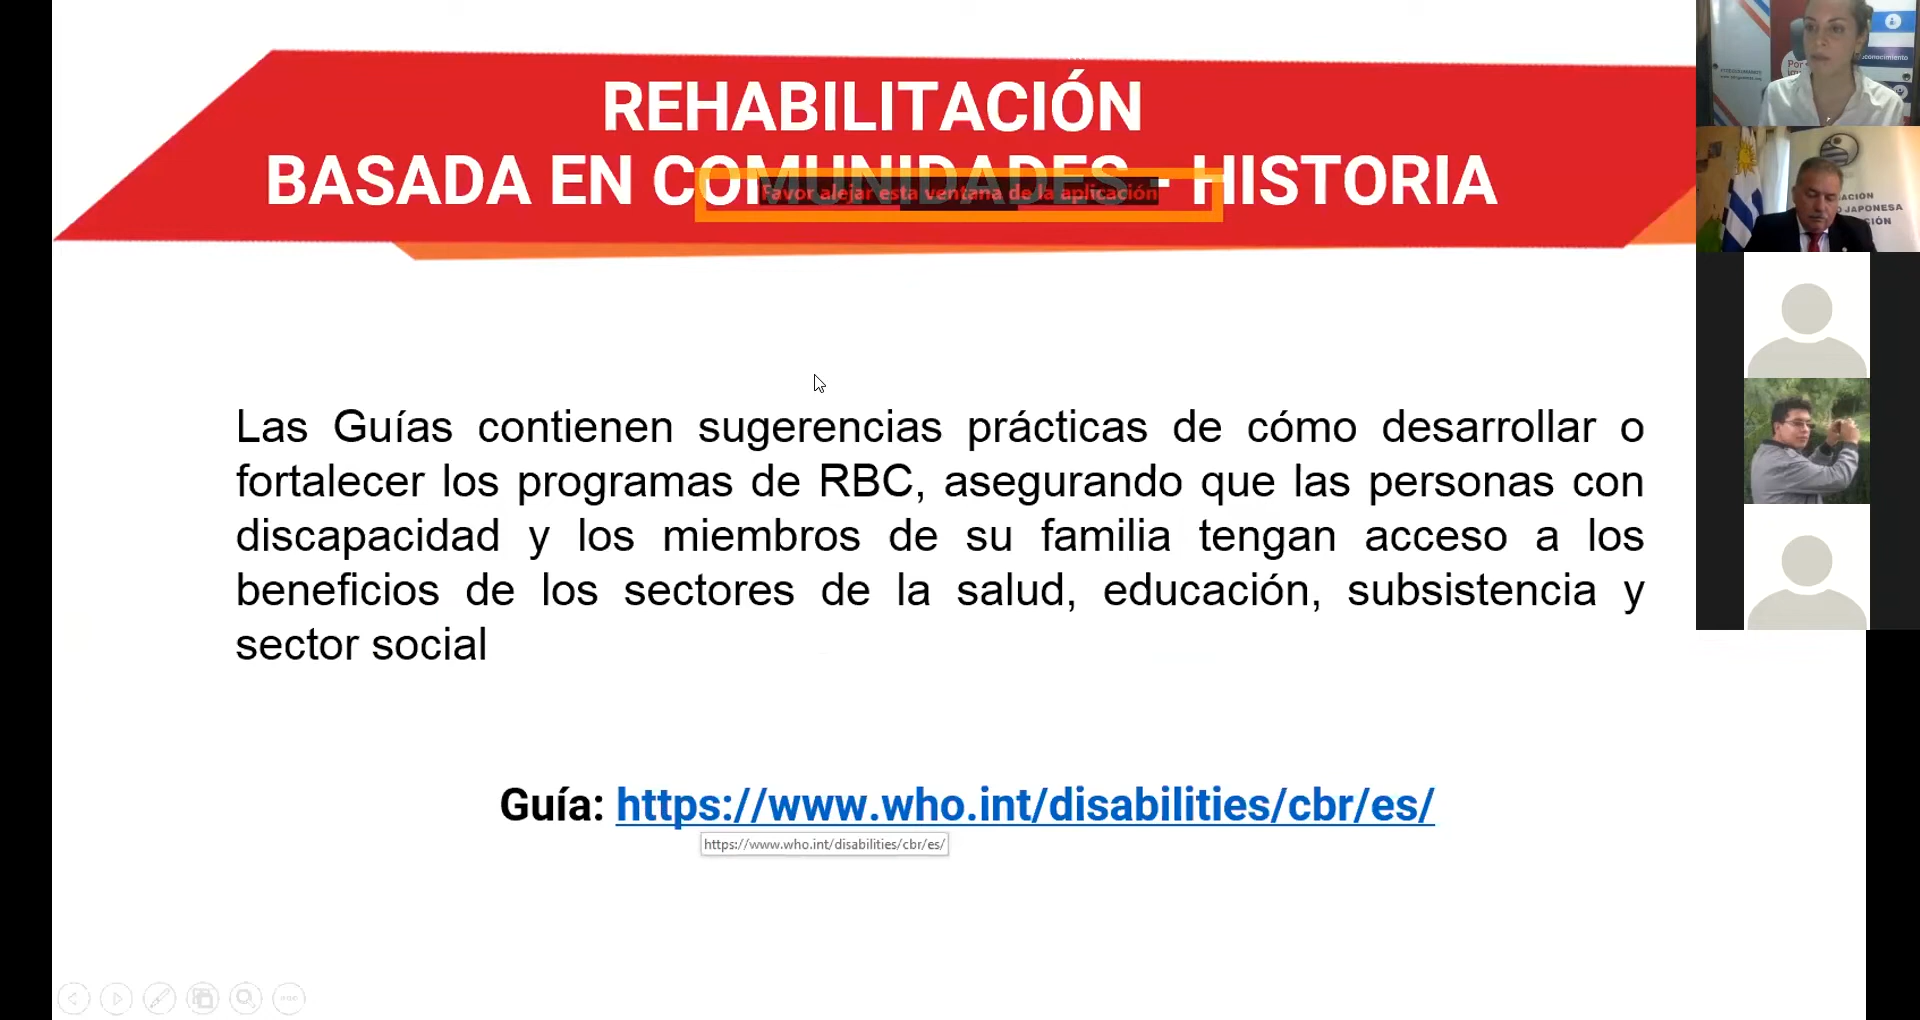 REHABILITACIÓN
BASADA EN COMUNIDADES - HISTORIA
Favor alejar esta ventana de la aplicación
Las Guías contienen sugerencias prácticas de cómo desarrollar o
fortalecer los programas de RBC, asegurando que las personas con
discapacidad y los miembros de su familia tengan acceso a los
beneficios de los sectores de la salud, educación, subsistencia y
sector social
Guía: https://www.who.int/disabilities/cbr/es/
https://www.who.int/disabilities/cbr/es/
Por
conocimiento
JAPONESA